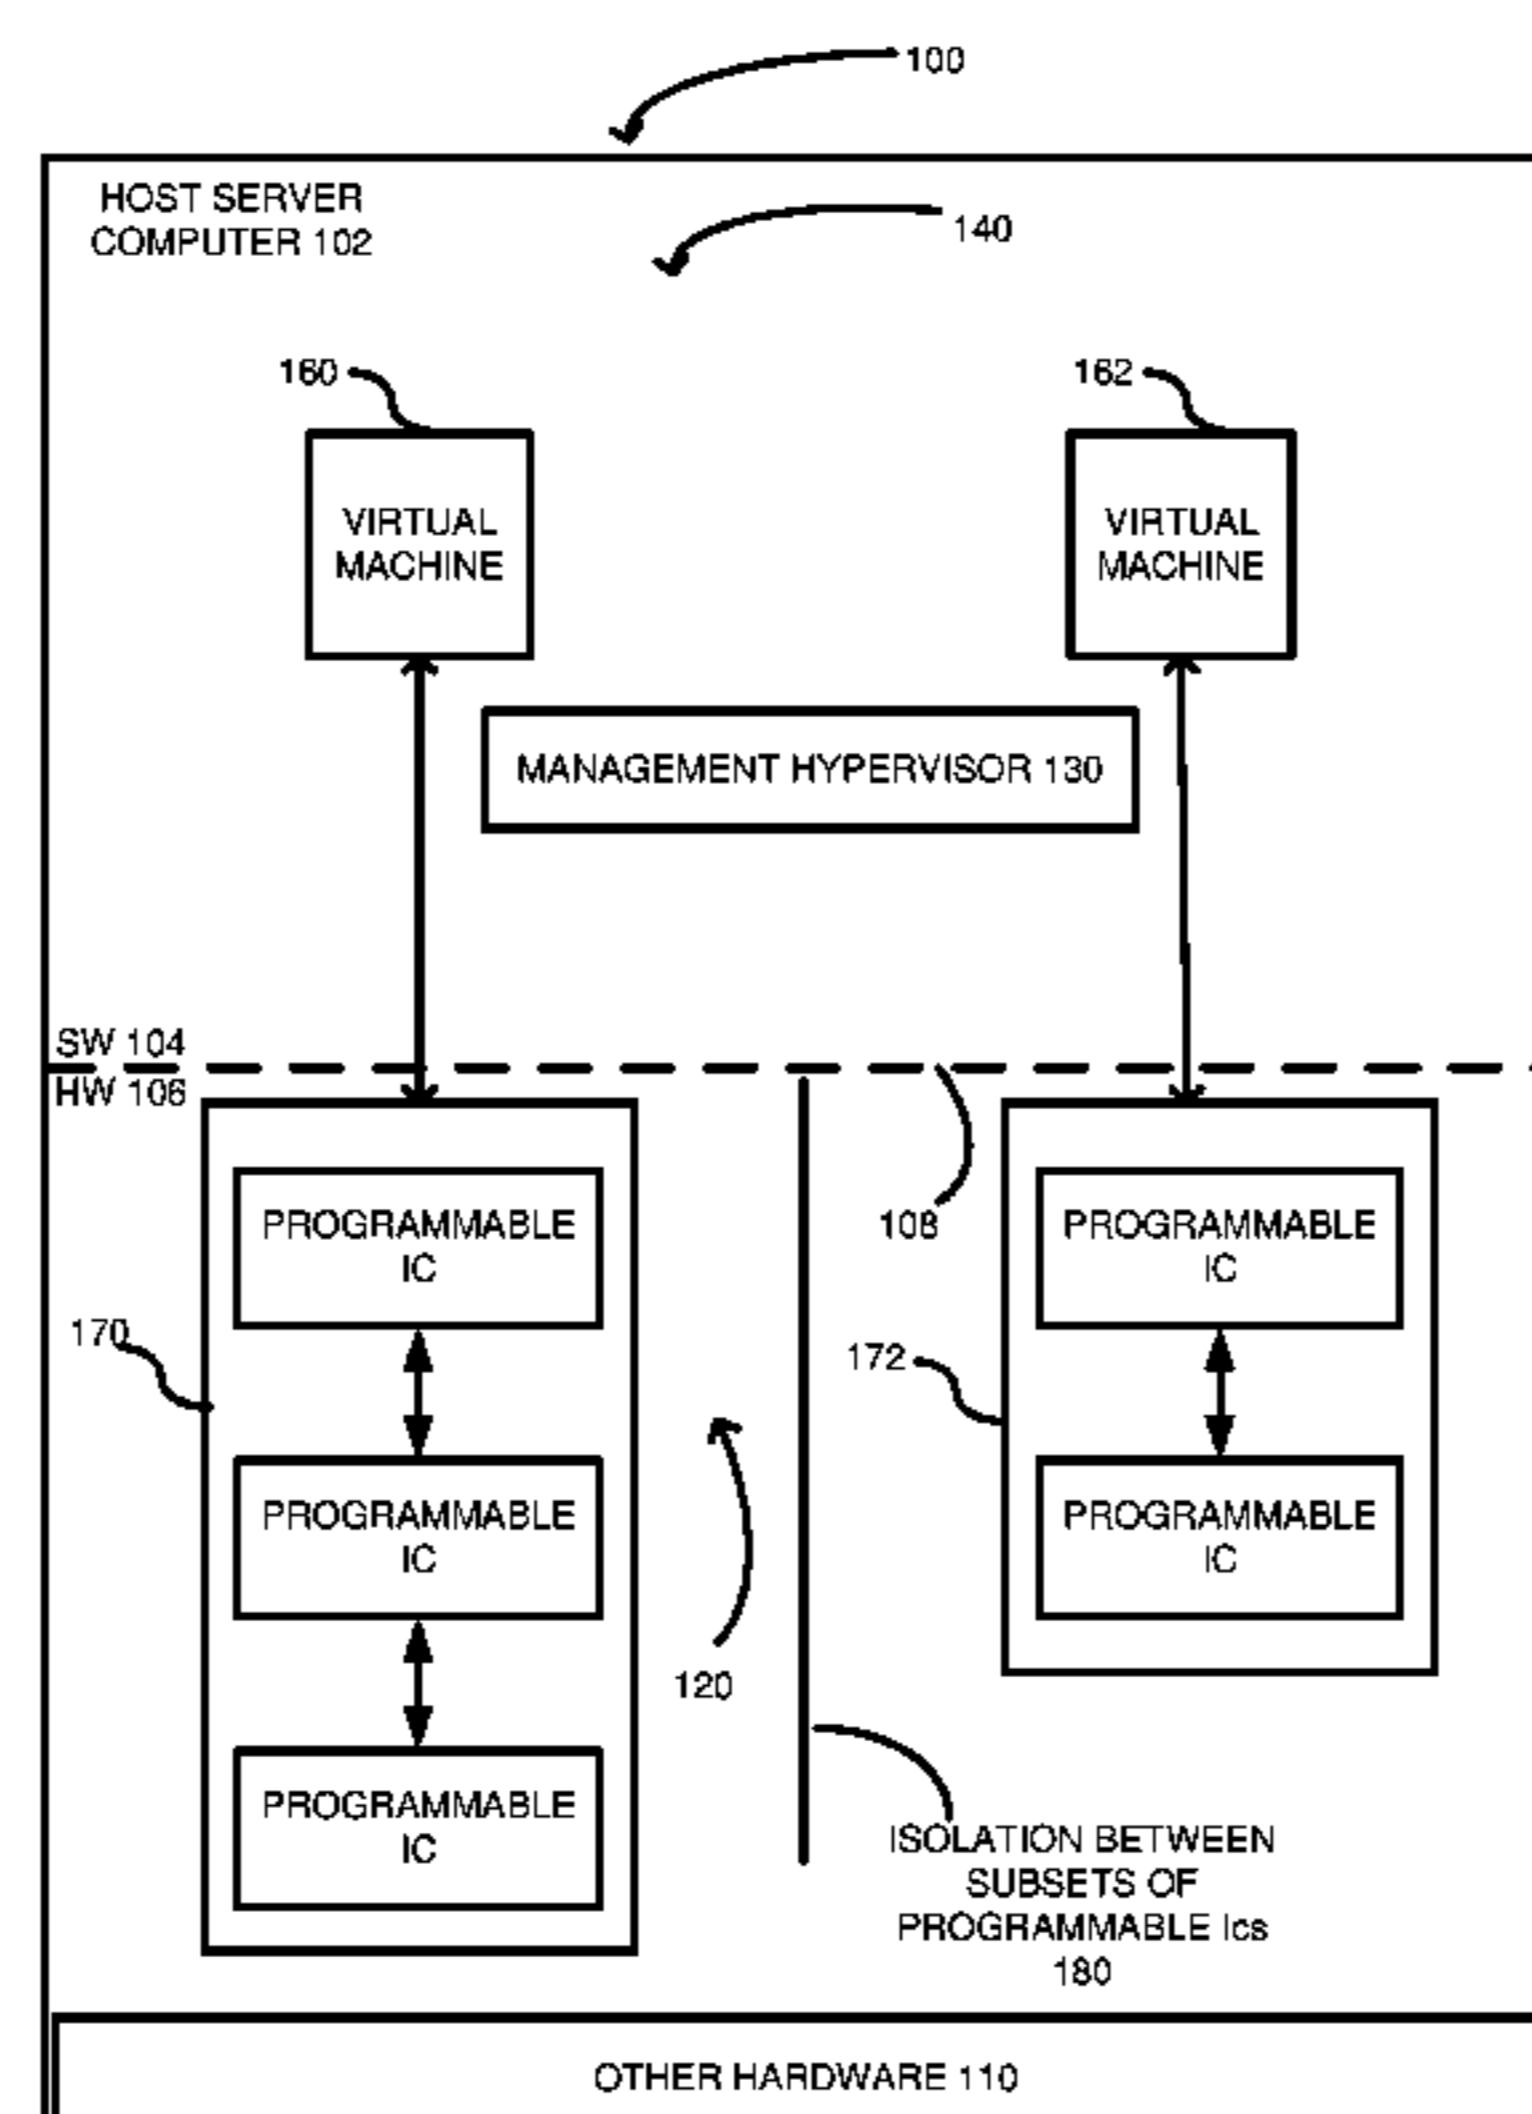 100
HOST SERVER
COMPUTER 102
140
160
162
VIRTUAL
MACHINE
VIRTUAL
MACHINE
MANAGEMENT HYPERVISOR 130
SW 104
HW 106
PROGRAMMABLE
IC
108
PROGRAMMABLE
IC
170
172
PROGRAMMABLE
IC
PROGRAMMABLE
IC
120
PROGRAMMABLE
IC
ISOLATION BETWEEN
SUBSETS OF
PROGRAMMABLE Ics
180
OTHER HARDWARE 110